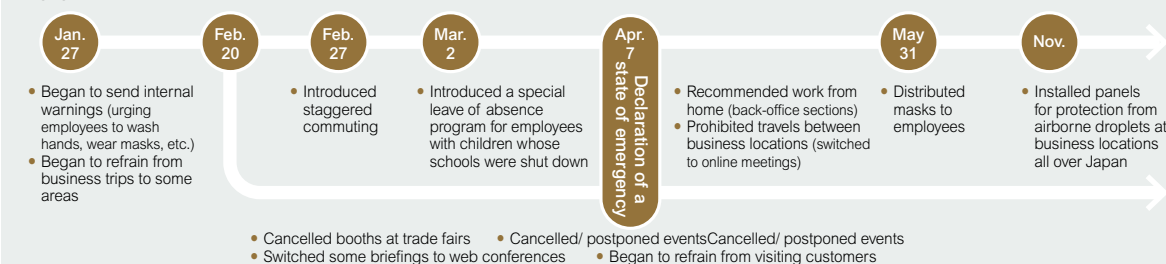 Jan.
27
• Began to send internal
warnings (urging
employees to wash
hands, wear masks, etc.)
• Began to refrain from
business trips to some
areas
Feb.
20
Feb.
27
• Introduced
staggered
commuting
Mar.
2
• Introduced a special
leave of absence
program for employees
with children whose
schools were shut down
Apr.
7
Declaration of a
state of emergency
• Recommended work from
home (back-office sections)
• Prohibited travels between
business locations (switched
to online meetings)
May
31
• Distributed
masks to
employees
Nov.
• Installed panels
for protection from
airborne droplets at
business locations
all over Japan
• Cancelled booths at trade fairs • Cancelled/ postponed eventsCancelled/ postponed events
• Switched some briefings to web conferences • Began to refrain from visiting customers